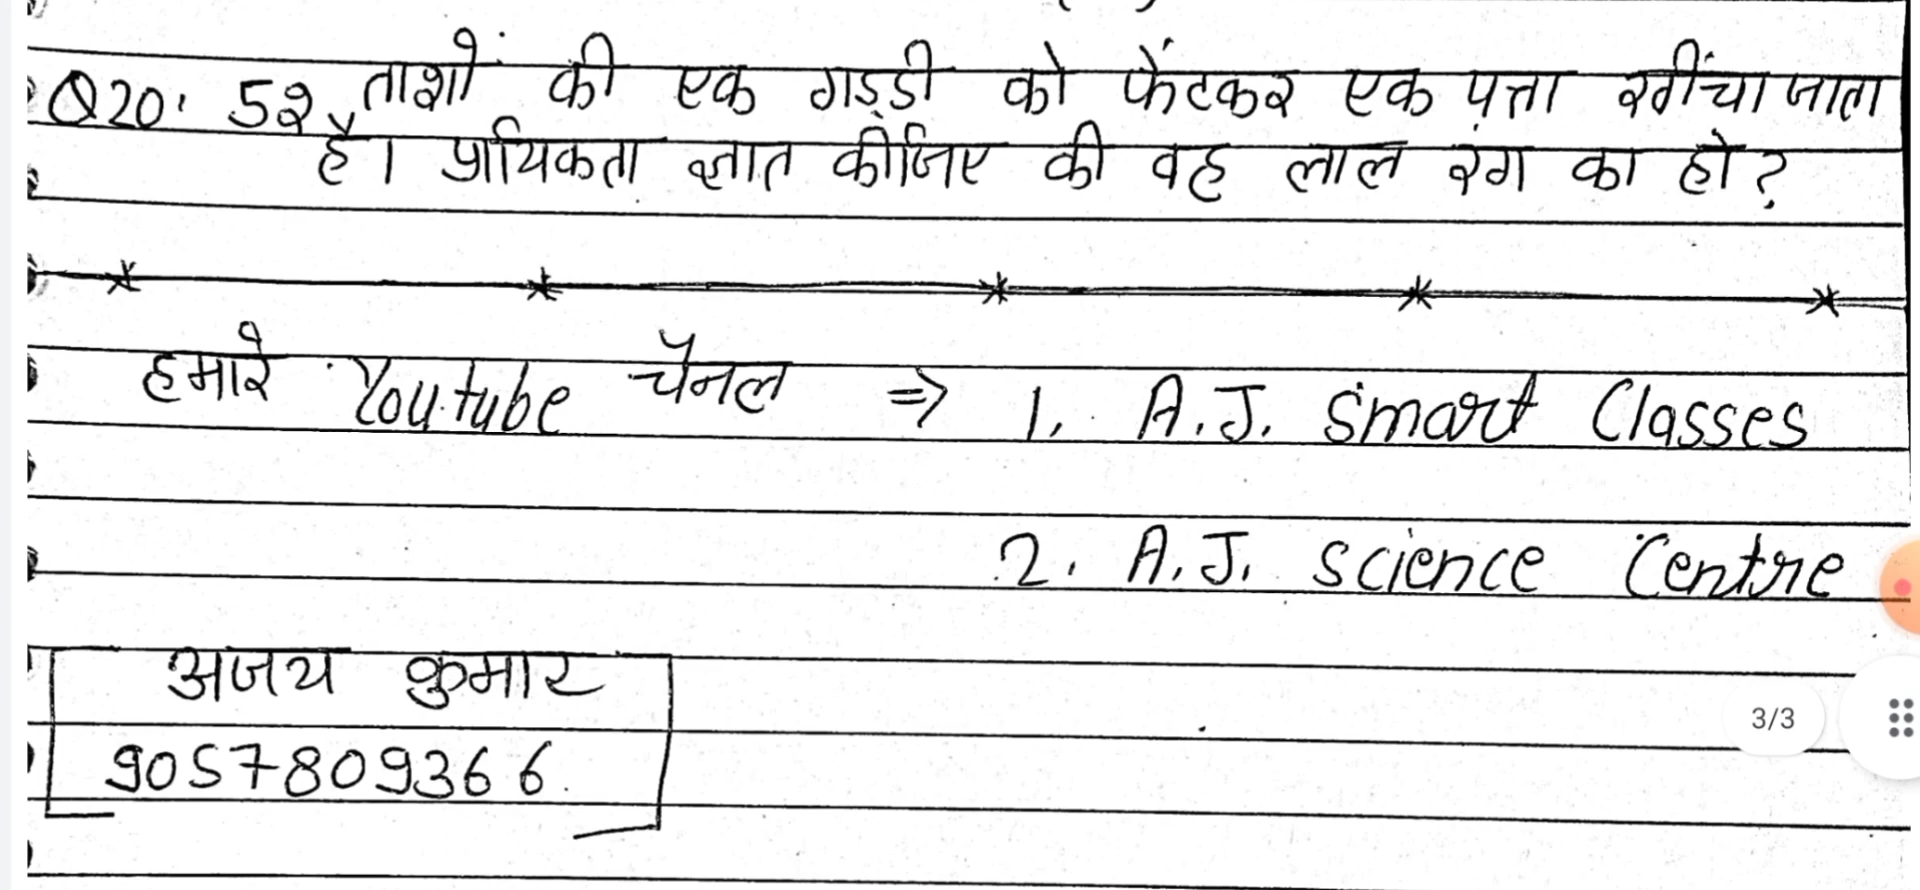 Q20. 52 ताशों की एक गड्डी को फेंटकर एक पत्ता खींचा जाता
है। प्रायिकता ज्ञात कीजिए की वह लाल रंग का हो?
हमारे Youtube चैनल ⇒ 1. A.J. Smart Classes
2. A.J. Science Centre
अजय कुमार
9057809366
3/3